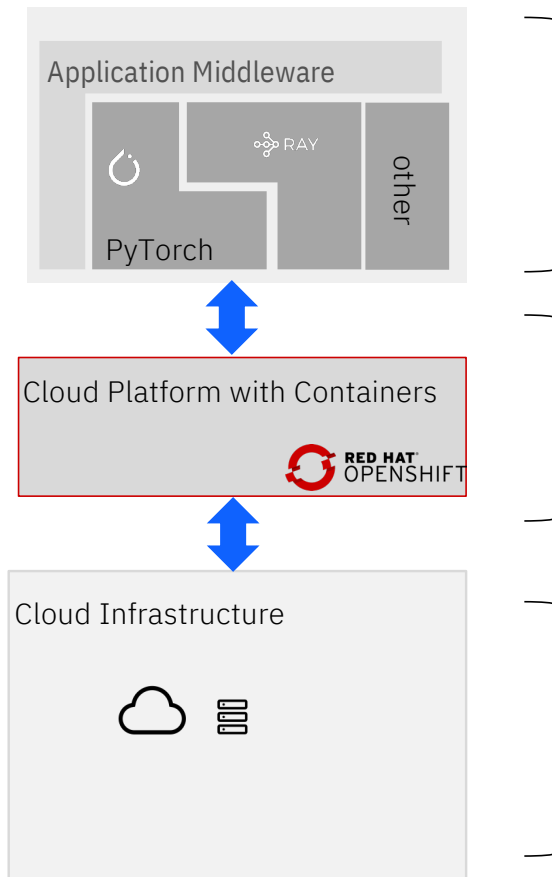 Application Middleware
RAY
other
PyTorch
Cloud Platform with Containers
RED HAT
OPENSHIFT
Cloud Infrastructure